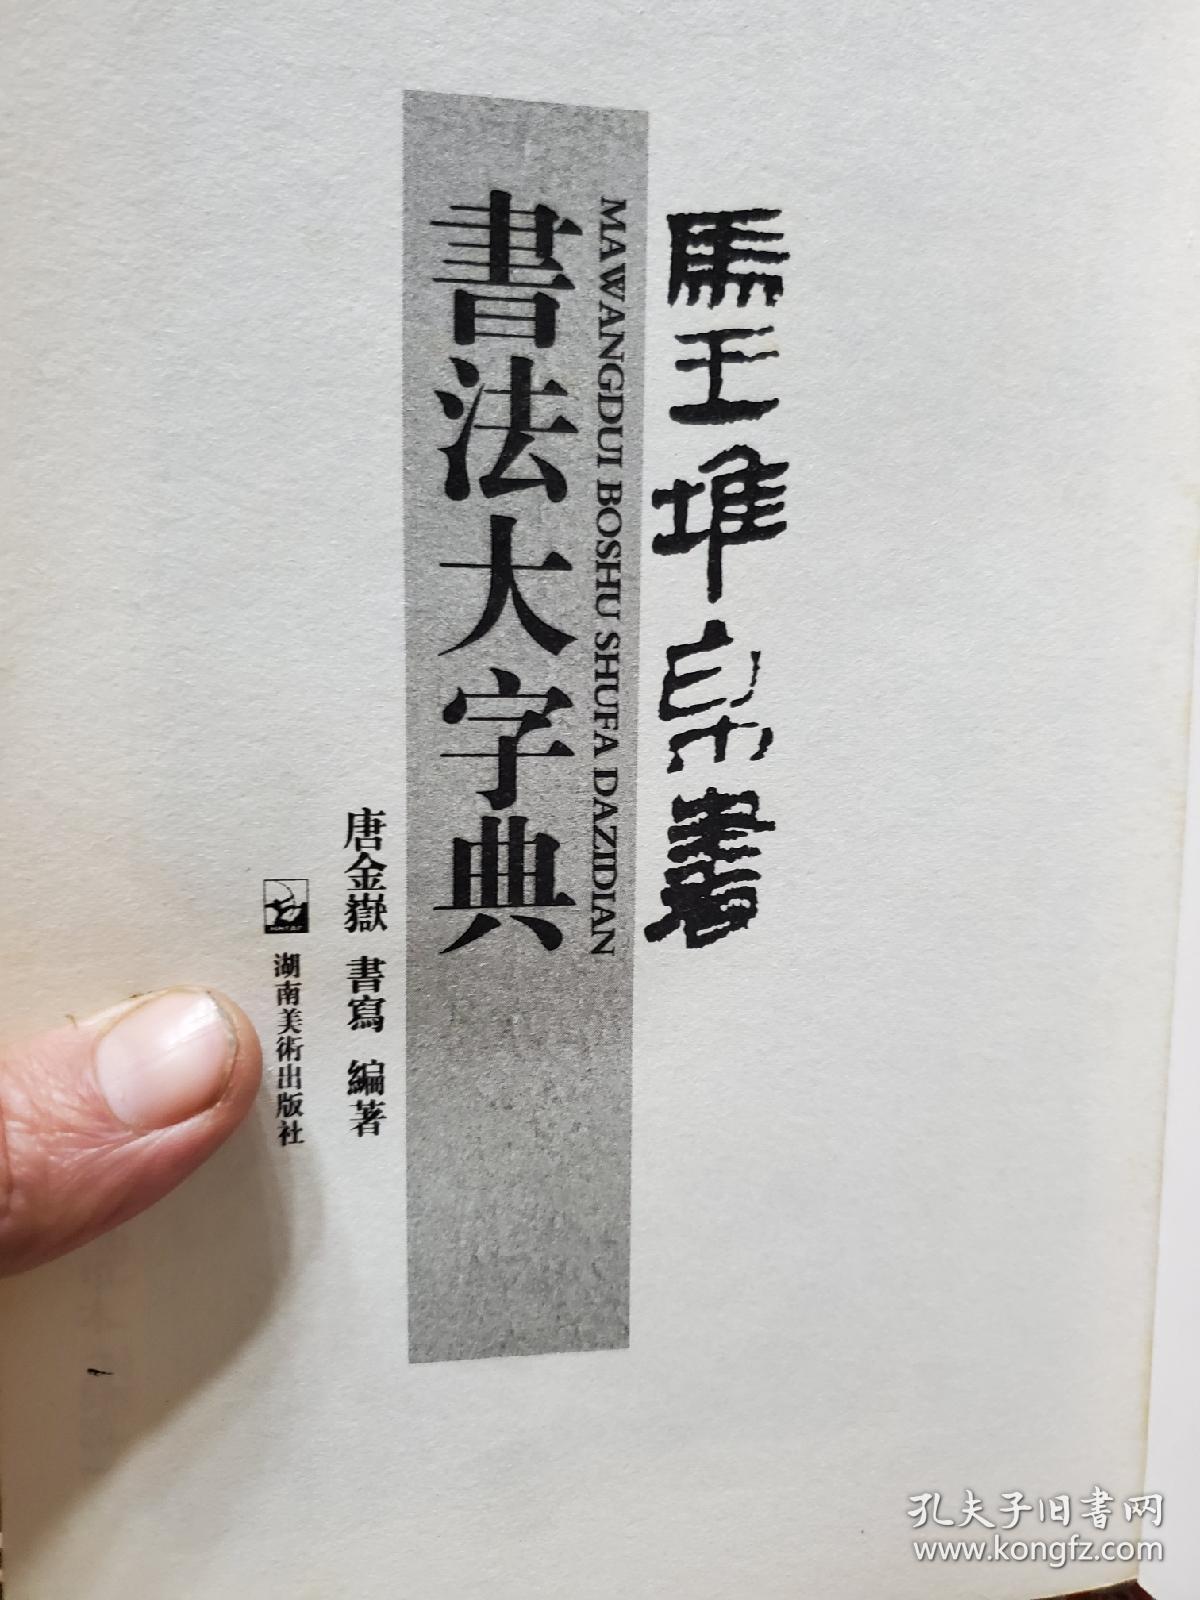 馬王堆帛書
MAWANGDUI BOSHU SHUFA DAZIDIAN
書法大字典
唐金嶽 書寫 編著
湖南美術出版社
孔夫子旧書网
www.kongfz.com